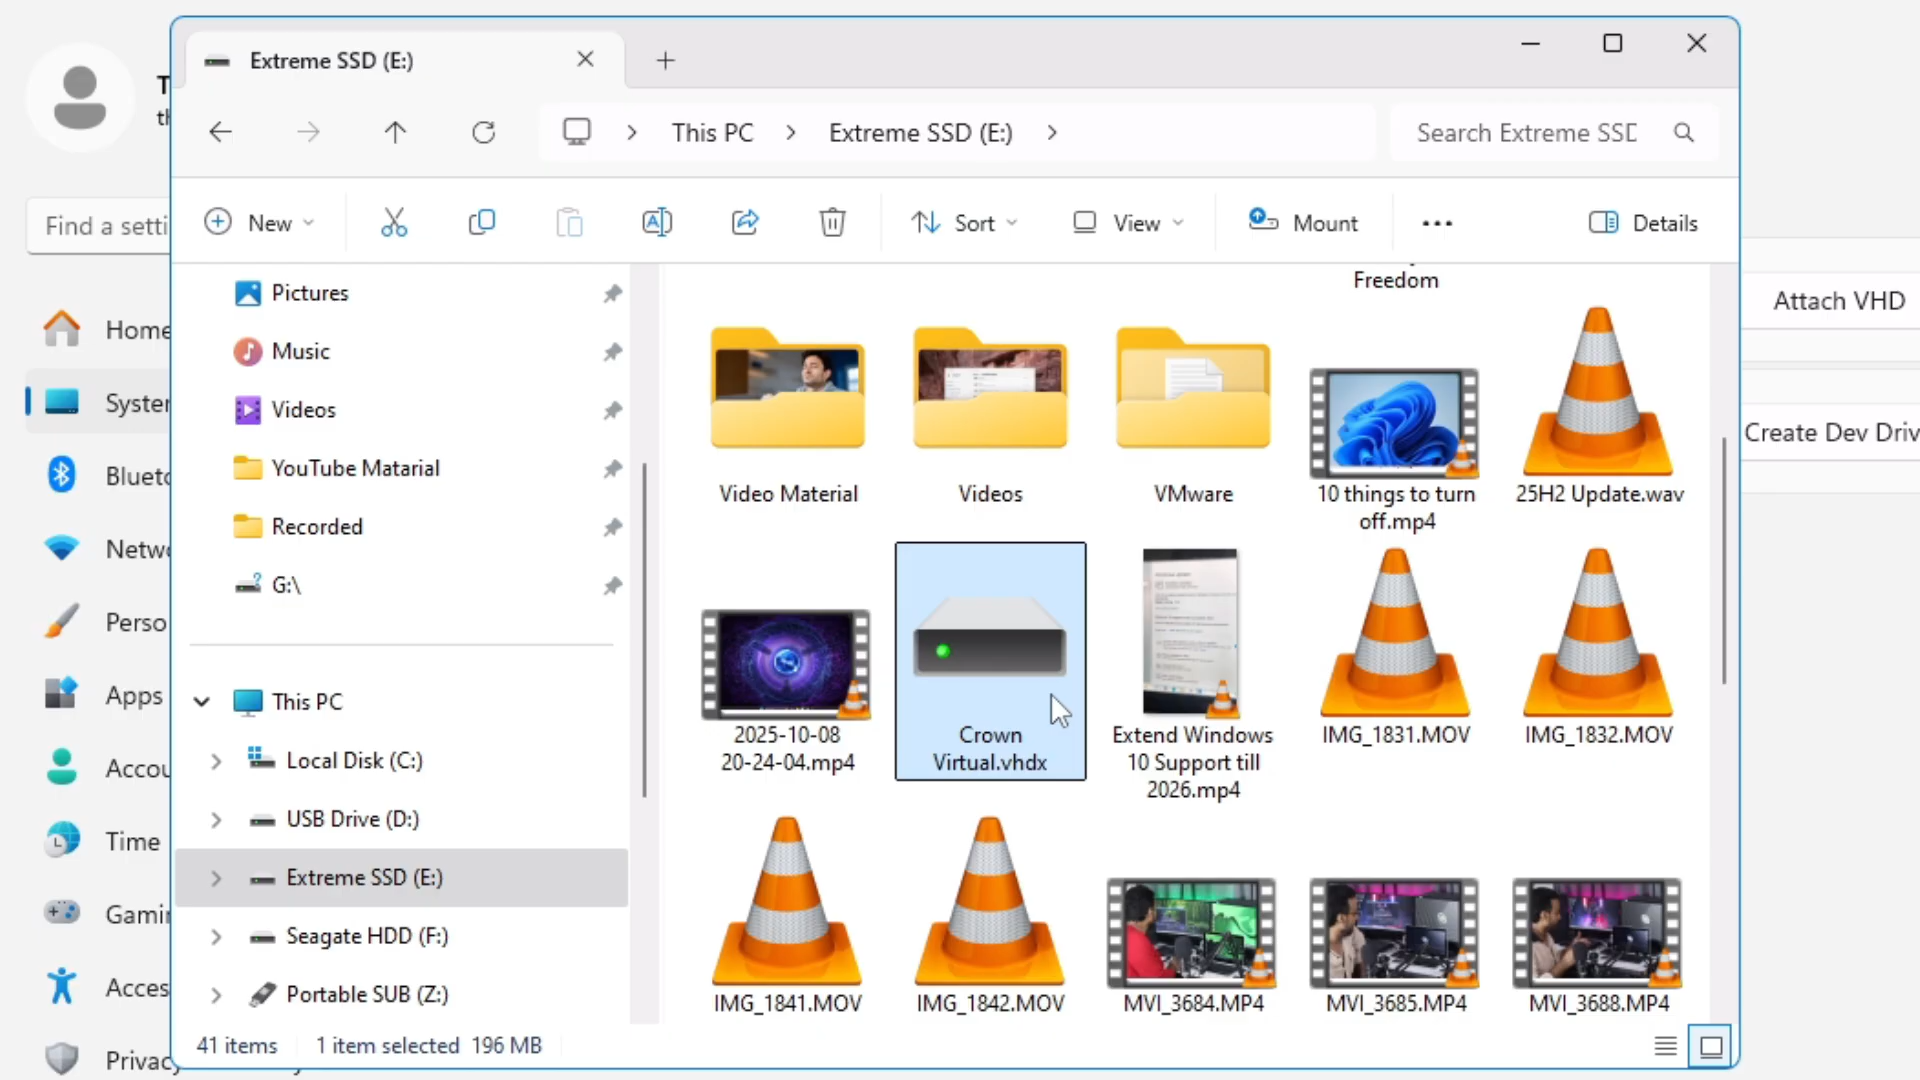 Extreme SSD (E:)
This PC
Extreme SSD (E:)
Search Extreme SSD
New
Sort
View
Mount
Details
Find a setti
Home
Syste
Blueto
Netwo
Perso
Apps
Accou
Time
Gamin
Acces
Privacy
Pictures
Music
Videos
YouTube Matarial
Recorded
G:\
This PC
Local Disk (C:)
USB Drive (D:)
Extreme SSD (E:)
Seagate HDD (F:)
Portable SUB (Z:)
Freedom
Video Material
Videos
VMware
10 things to turn
off.mp4
25H2 Update.wav
2025-10-08
20-24-04.mp4
Crown
Virtual.vhdx
Extend Windows
10 Support till
2026.mp4
IMG_1831.MOV
IMG_1832.MOV
IMG_1841.MOV
IMG_1842.MOV
MVI_3684.MP4
MVI_3685.MP4
MVI_3688.MP4
Attach VHD
Create Dev Driv
41 items
1 item selected 196 MB